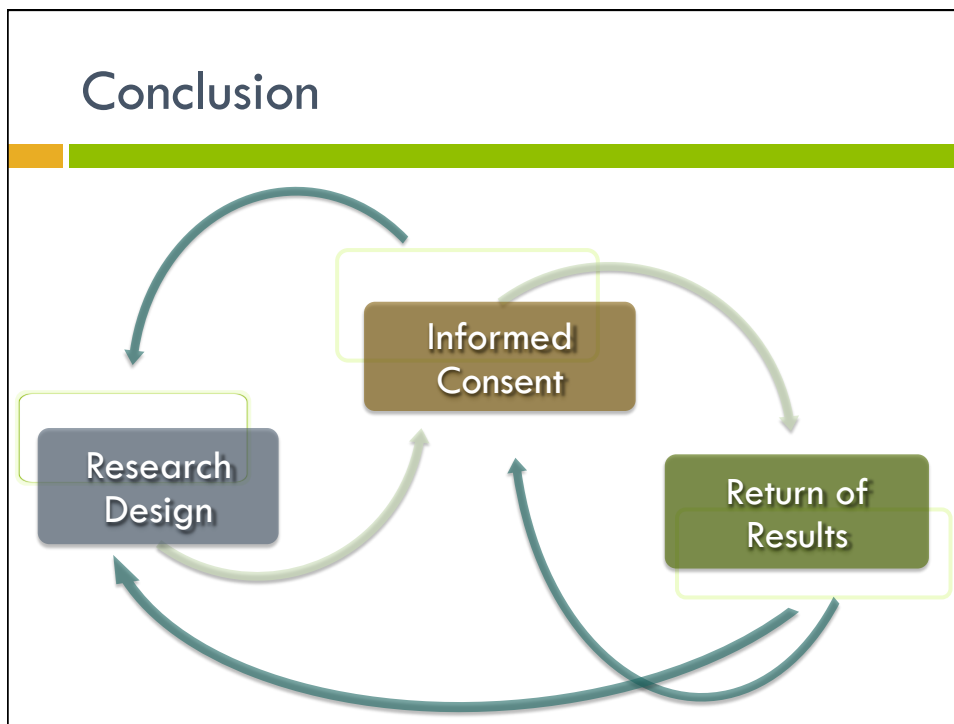 Conclusion
Informed
Consent
Research
Design
Return of
Results